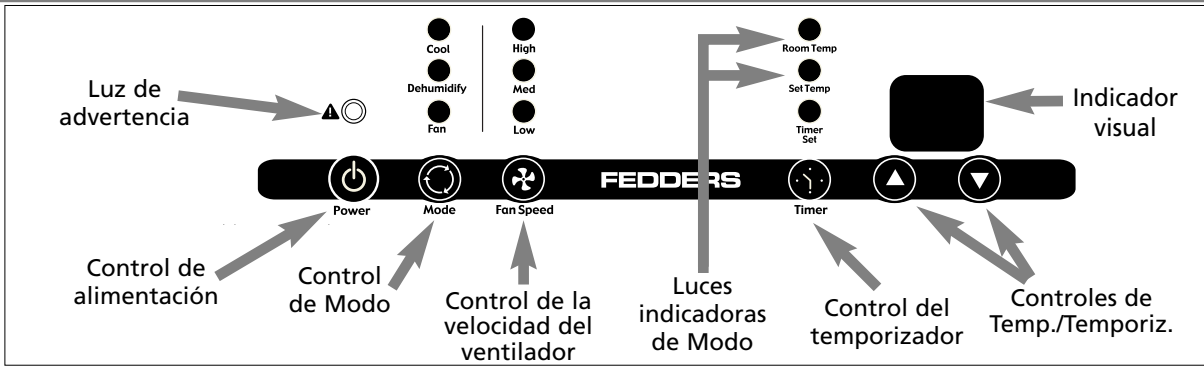 Cool
High
Room Temp
Dehumidify
Med
Set Temp
Fan
Low
Timer
Set
Luz de
advertencia
Indicador
visual
FEDDERS
Power
Mode
Fan Speed
Timer
Control de
alimentación
Control
de Modo
Control de la
velocidad del
ventilador
Luces
indicadoras
de Modo
Control del
temporizador
Controles de
Temp./Temporiz.